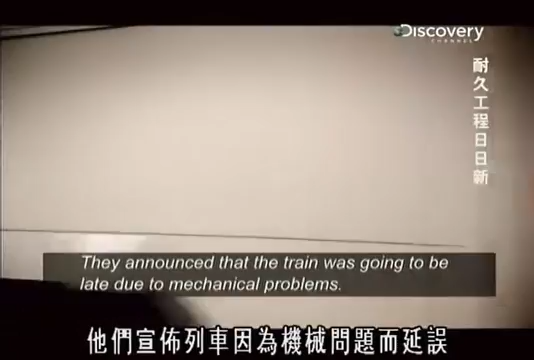 Discovery
CHANNEL
耐久工程日日新
They announced that the train was going to be
late due to mechanical problems.
他們宣佈列車因為機械問題而延誤